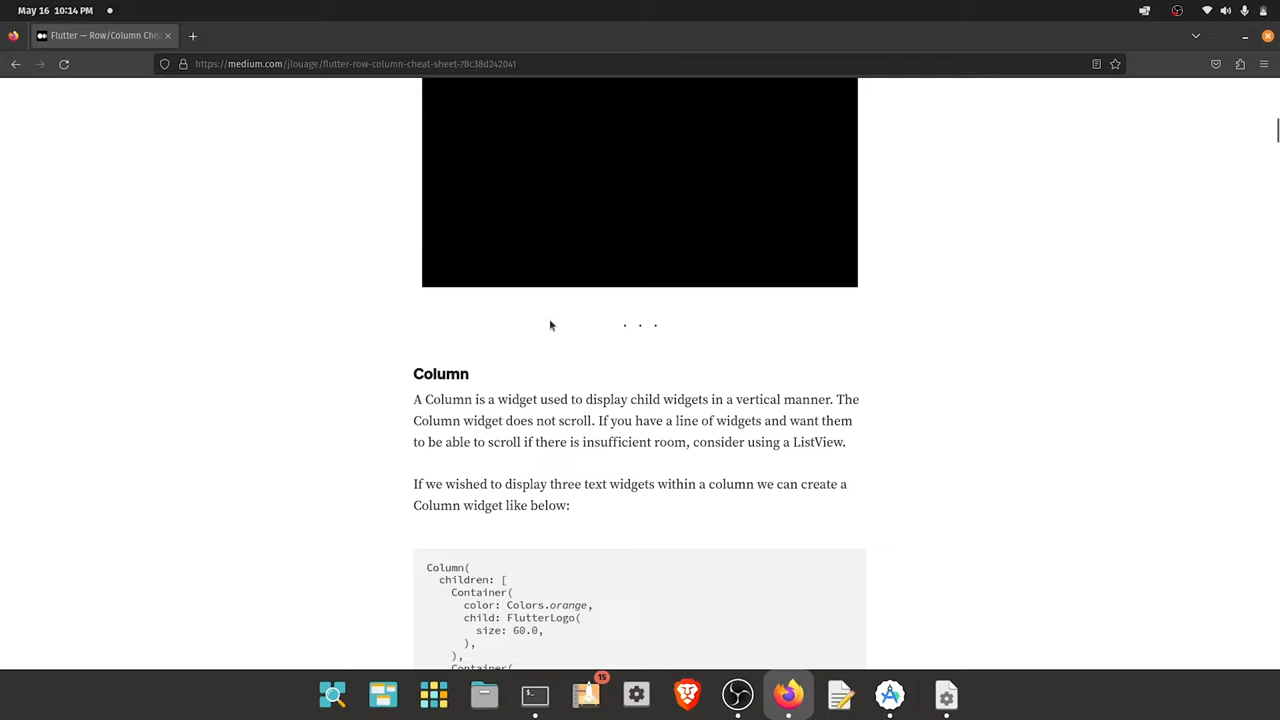 May 16 10:14 PM
Flutter — Row/Column Che
https://medium.com/jlouage/flutter-row-column-cheat-sheet-78c38d242041
. . .
Column
A Column is a widget used to display child widgets in a vertical manner. The
Column widget does not scroll. If you have a line of widgets and want them
to be able to scroll if there is insufficient room, consider using a ListView.
If we wished to display three text widgets within a column we can create a
Column widget like below:
Column(
children: [
Container(
color: Colors.orange,
child: FlutterLogo(
size: 60.0,
),
),
Container(
15